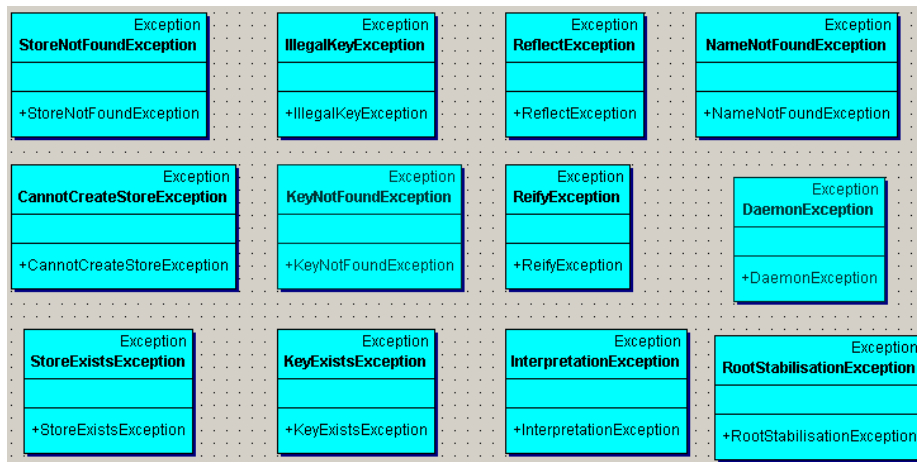 Exception
StoreNotFoundException
+StoreNotFoundException
Exception
IllegalKeyException
+IllegalKeyException
Exception
ReflectException
+ReflectException
Exception
NameNotFoundException
+NameNotFoundException
Exception
CannotCreateStoreException
+CannotCreateStoreException
Exception
KeyNotFoundException
+KeyNotFoundException
Exception
ReifyException
+ReifyException
Exception
DaemonException
+DaemonException
Exception
StoreExistsException
+StoreExistsException
Exception
KeyExistsException
+KeyExistsException
Exception
InterpretationException
+InterpretationException
Exception
RootStabilisationException
+RootStabilisationException